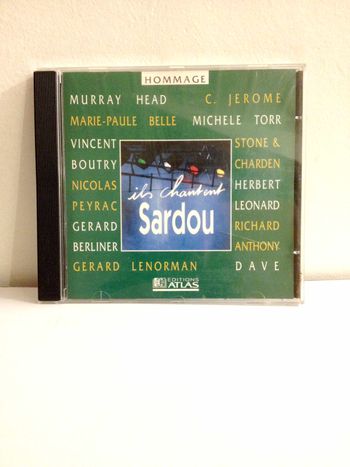 HOMMAGE
MURRAY HEAD C. JEROME
MARIE-PAULE BELLE MICHELE TORR
VINCENT
BOUTRY
NICOLAS
PEYRAC
GERARD
BERLINER
ils chantent
Sardou
STONE &
CHARDEN
HERBERT
LEONARD
RICHARD
ANTHONY
GERARD LENORMAN DAVE
EDITIONS
ATLAS